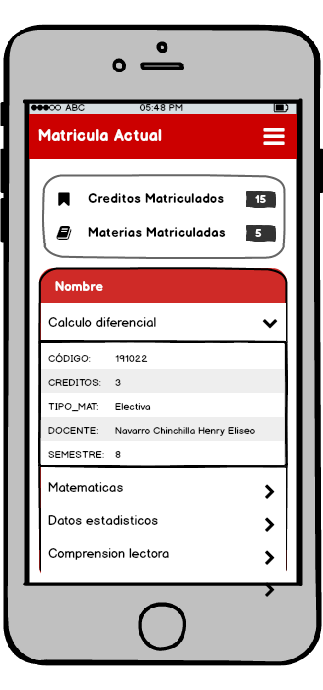 ABC 05:48 PM
Matricula Actual
Creditos Matriculados 15
Materias Matriculadas 5
Nombre
Calculo diferencial
CÓDIGO: 191022
CREDITOS: 3
TIPO_MAT: Electiva
DOCENTE: Navarro Chinchilla Henry Eliseo
SEMESTRE: 8
Matematicas
Datos estadisticos
Comprension lectora